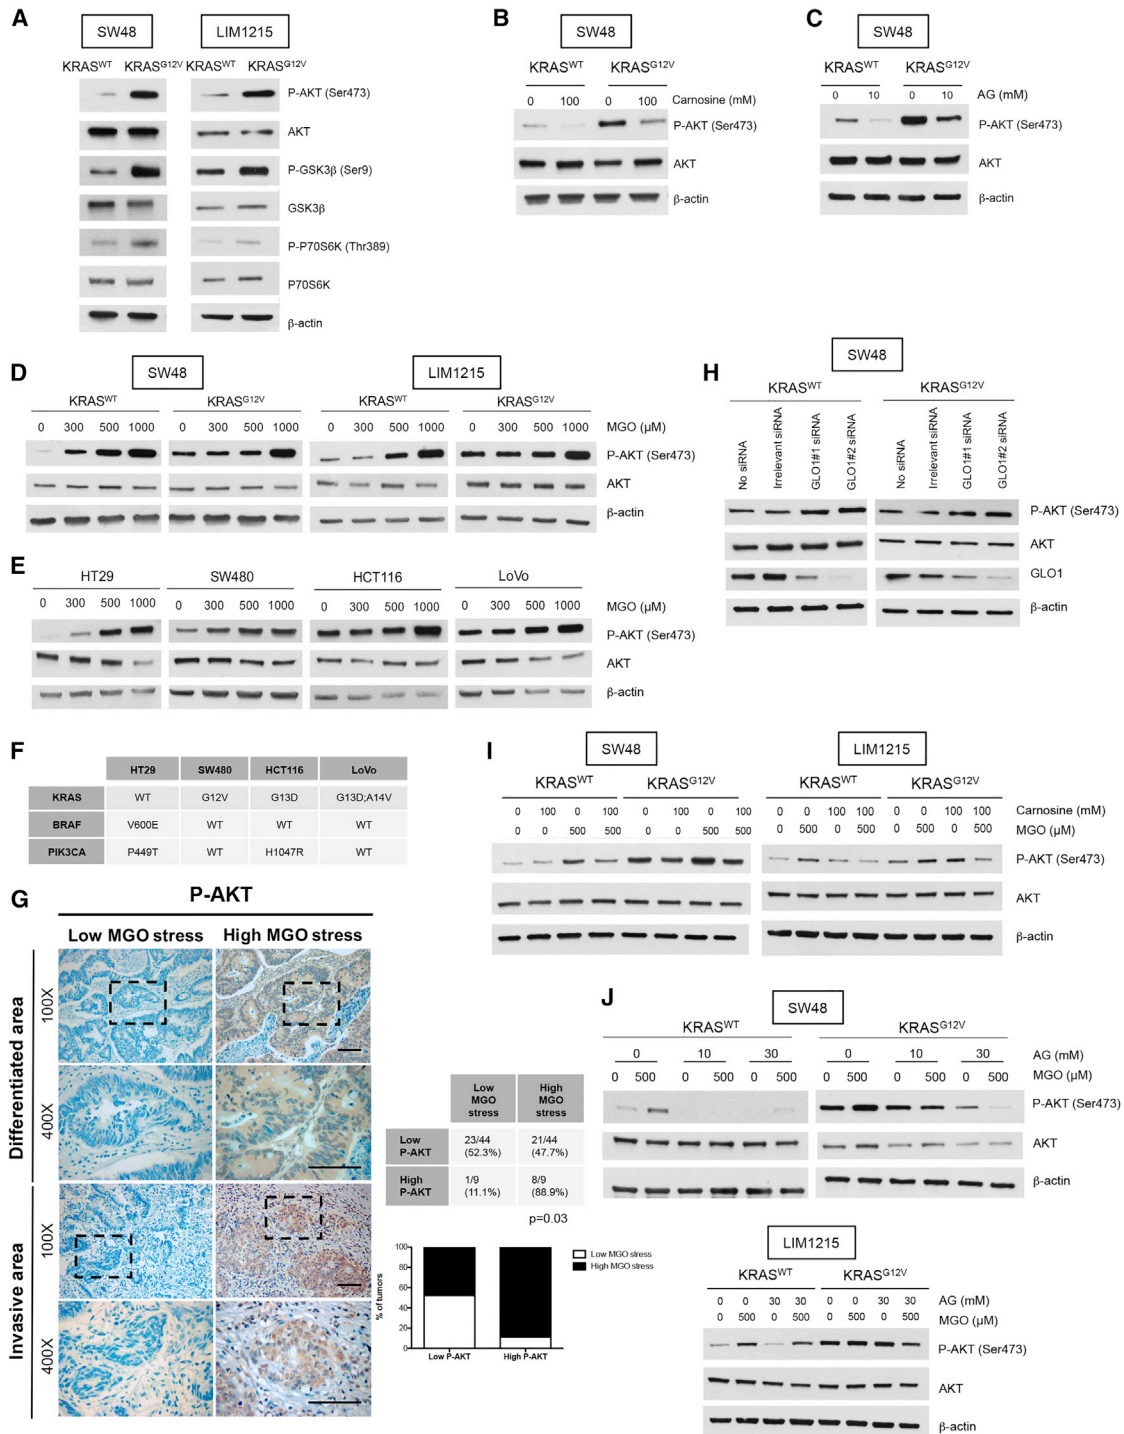 A
SW48 LIM1215
KRASWT KRASG12V KRASWT KRASG12V
P-AKT (Ser473)
AKT
P-GSK3β (Ser9)
GSK3β
P-P70S6K (Thr389)
P70S6K
β-actin
B
SW48
KRASWT KRASG12V
0 100 0 100 Carnosine (mM)
P-AKT (Ser473)
AKT
β-actin
C
SW48
KRASWT KRASG12V
0 10 0 10 AG (mM)
P-AKT (Ser473)
AKT
β-actin
D
SW48 LIM1215
KRASWT KRASG12V KRASWT KRASG12V
0 300 500 1000 0 300 500 1000 0 300 500 1000 0 300 500 1000 MGO (µM)
P-AKT (Ser473)
AKT
β-actin
E
HT29 SW480 HCT116 LoVo
0 300 500 1000 0 300 500 1000 0 300 500 1000 0 300 500 1000 MGO (µM)
P-AKT (Ser473)
AKT
β-actin
F
HT29 SW480 HCT116 LoVo
KRAS WT G12V G13D G13D;A14V
BRAF V600E WT WT WT
PIK3CA P449T WT H1047R WT
G
P-AKT
Low MGO stress High MGO stress
Differentiated area
100X
400X
Invasive area
100X
400X
Low MGO stress High MGO stress
Low P-AKT 23/44 (52.3%) 21/44 (47.7%)
High P-AKT 1/9 (11.1%) 8/9 (88.9%)
p=0.03
% of tumors
100
80
60
40
20
0
Low P-AKT High P-AKT
Low MGO stress
High MGO stress
H
SW48
KRASWT KRASG12V
No siRNA Irrelevant siRNA GLO1#1 siRNA GLO1#2 siRNA No siRNA Irrelevant siRNA GLO1#1 siRNA GLO1#2 siRNA
P-AKT (Ser473)
AKT
GLO1
β-actin
I
SW48 LIM1215
KRASWT KRASG12V KRASWT KRASG12V
0 100 0 100 0 100 0 100 0 0 100 100 0 0 100 100 Carnosine (mM)
0 0 500 500 0 0 500 500 0 500 0 500 0 500 0 500 MGO (µM)
P-AKT (Ser473)
AKT
β-actin
J
SW48
KRASWT KRASG12V
0 10 30 0 10 30 AG (mM)
0 500 0 500 0 500 0 500 0 500 0 500 MGO (µM)
P-AKT (Ser473)
AKT
β-actin
LIM1215
KRASWT KRASG12V
0 0 30 30 0 0 30 30 AG (mM)
0 500 0 500 0 500 0 500 MGO (µM)
P-AKT (Ser473)
AKT
β-actin